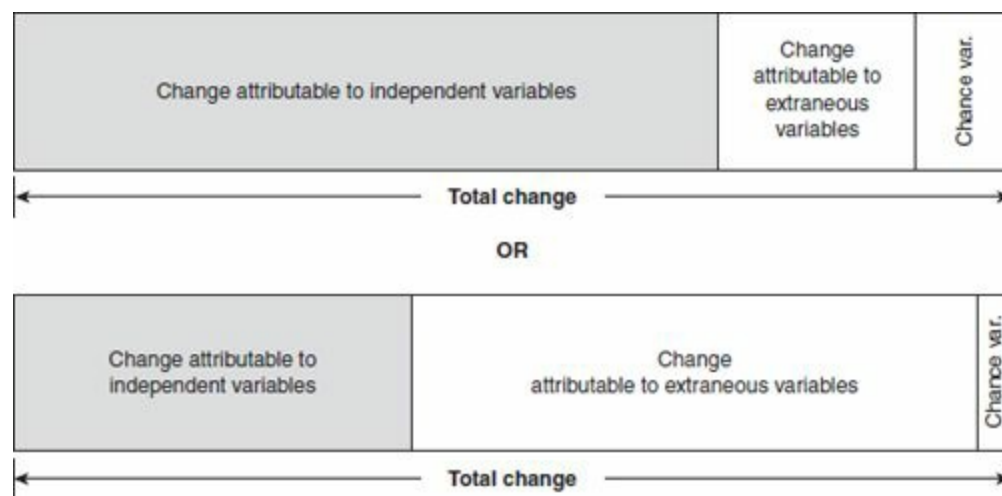 Change attributable to independent variables
Change
attributable to
extraneous
variables
Chance var.
Total change
OR
Change attributable to
independent variables
Change
attributable to extraneous variables
Chance var.
Total change